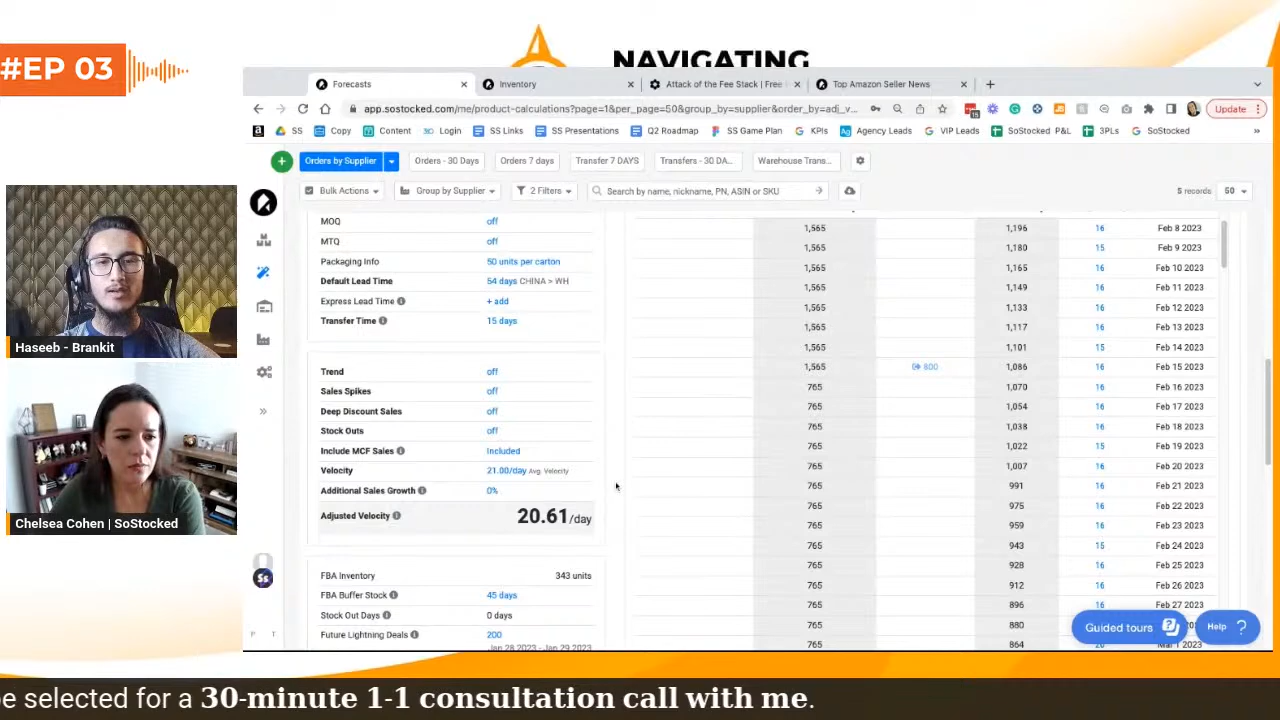 #EP 03
NAVIGATING
Forecasts
Inventory
Attack of the Fee Stack | Free
Top Amazon Seller News
app.sostocked.com/me/product-calculations?page=1&per_page=50&group_by=supplier&order_by=adj_v...
Update
SS
Copy
Content
Login
SS Links
SS Presentations
Q2 Roadmap
SS Game Plan
KPIs
Agency Leads
VIP Leads
SoStocked P&L
3PLs
SoStocked
Orders by Supplier
Orders - 30 Days
Orders 7 days
Transfer 7 DAYS
Transfers - 30 DA...
Warehouse Trans...
Bulk Actions
Group by Supplier
2 Filters
Search by name, nickname, PN, ASIN or SKU
5 records
50
MOQ off
MTQ off
Packaging Info 50 units per carton
Default Lead Time 54 days CHINA > WH
Express Lead Time + add
Transfer Time 15 days
Trend off
Sales Spikes off
Deep Discount Sales off
Stock Outs off
Include MCF Sales Included
Velocity 21.00/day Avg. Velocity
Additional Sales Growth 0%
Adjusted Velocity 20.61/day
FBA Inventory 343 units
FBA Buffer Stock 45 days
Stock Out Days 0 days
Future Lightning Deals 200
Jan 28 2023 - Jan 29 2023
1,565 1,196 16 Feb 8 2023
1,565 1,180 15 Feb 9 2023
1,565 1,165 16 Feb 10 2023
1,565 1,149 16 Feb 11 2023
1,565 1,133 16 Feb 12 2023
1,565 1,117 16 Feb 13 2023
1,565 1,101 15 Feb 14 2023
1,565 800 1,086 16 Feb 15 2023
765 1,070 16 Feb 16 2023
765 1,054 16 Feb 17 2023
765 1,038 16 Feb 18 2023
765 1,022 15 Feb 19 2023
765 1,007 16 Feb 20 2023
765 991 16 Feb 21 2023
765 975 16 Feb 22 2023
765 959 16 Feb 23 2023
765 943 15 Feb 24 2023
765 928 16 Feb 25 2023
765 912 16 Feb 26 2023
765 896 16 Feb 27 2023
765 880
765 864
Guided tours
Help
P T
Ss
Haseeb - Brankit
Chelsea Cohen | SoStocked
be selected for a 30-minute 1-1 consultation call with me.